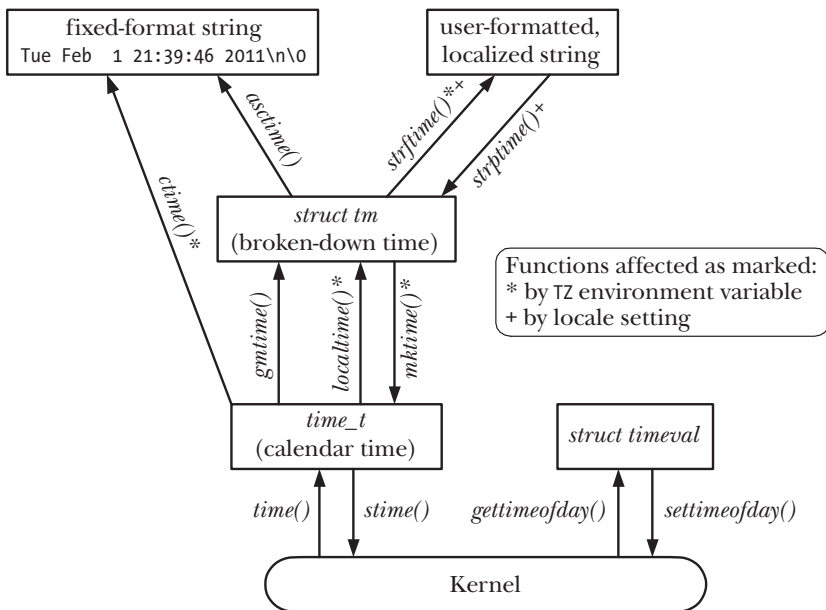 fixed-format string
Tue Feb  1 21:39:46 2011\n\0
user-formatted,
localized string
asctime()
strftime()*+
strptime()+
ctime()*
struct tm
(broken-down time)
Functions affected as marked:
* by TZ environment variable
+ by locale setting
gmtime()
localtime()*
mktime()*
time_t
(calendar time)
struct timeval
time()
stime()
gettimeofday()
settimeofday()
Kernel